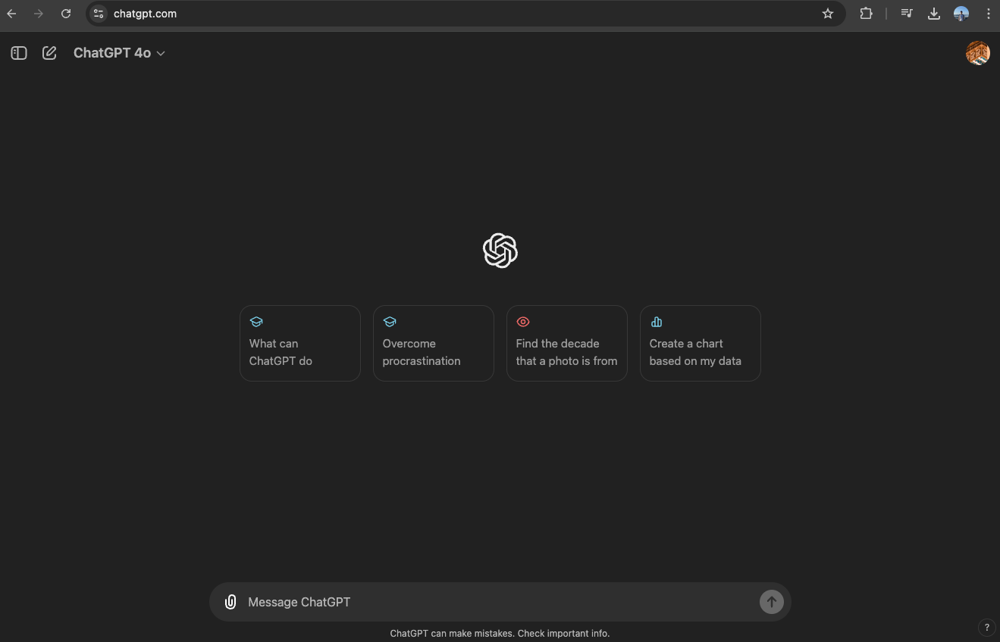 chatgpt.com
ChatGPT 4o
What can
ChatGPT do
Overcome
procrastination
Find the decade
that a photo is from
Create a chart
based on my data
Message ChatGPT
ChatGPT can make mistakes. Check important info.
?